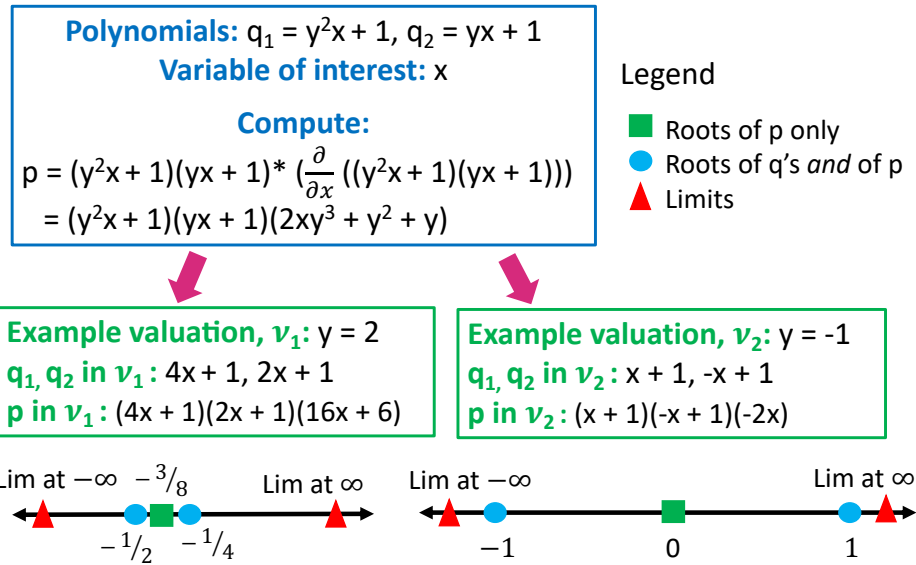 Polynomials: q₁ = y²x + 1, q₂ = yx + 1
Variable of interest: x
Compute:
p = (y²x + 1)(yx + 1)* (∂/∂x ((y²x + 1)(yx + 1)))
= (y²x + 1)(yx + 1)(2xy³ + y² + y)
Legend
Roots of p only
Roots of q's and of p
Limits
Example valuation, 𝜈₁: y = 2
q₁, q₂ in 𝜈₁ : 4x + 1, 2x + 1
p in 𝜈₁ : (4x + 1)(2x + 1)(16x + 6)
Example valuation, 𝜈₂: y = -1
q₁, q₂ in 𝜈₂ : x + 1, -x + 1
p in 𝜈₂ : (x + 1)(-x + 1)(-2x)
Lim at −∞ − 3/8 Lim at ∞
− 1/2 − 1/4
Lim at −∞ Lim at ∞
−1 0 1